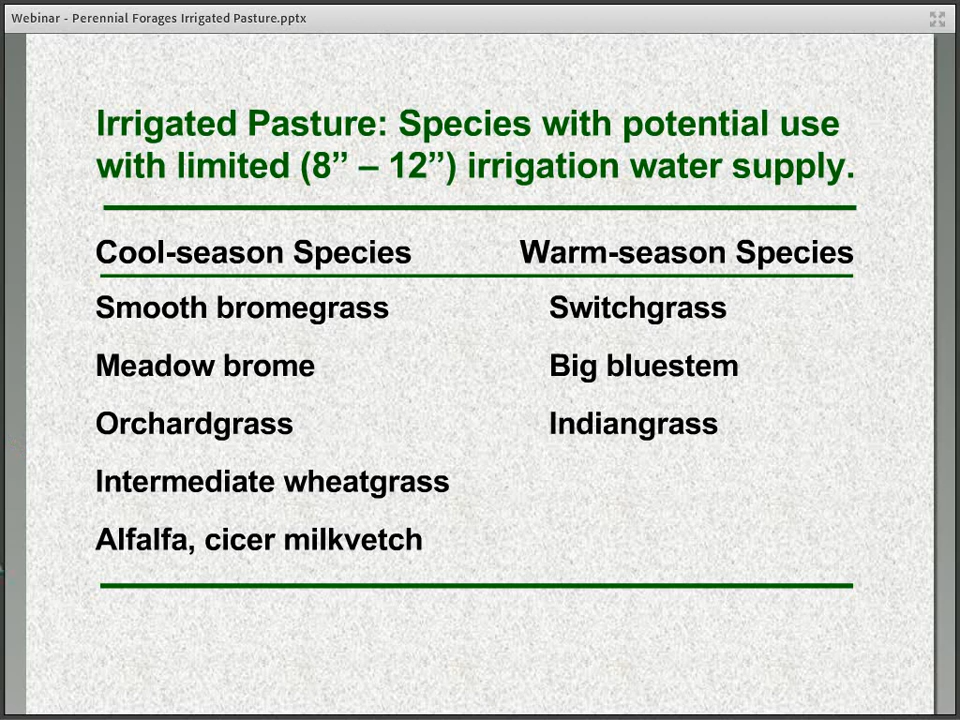 Webinar - Perennial Forages Irrigated Pasture.pptx
Irrigated Pasture: Species with potential use
with limited (8” – 12”) irrigation water supply.
Cool-season Species Warm-season Species
Smooth bromegrass Switchgrass
Meadow brome Big bluestem
Orchardgrass Indiangrass
Intermediate wheatgrass
Alfalfa, cicer milkvetch